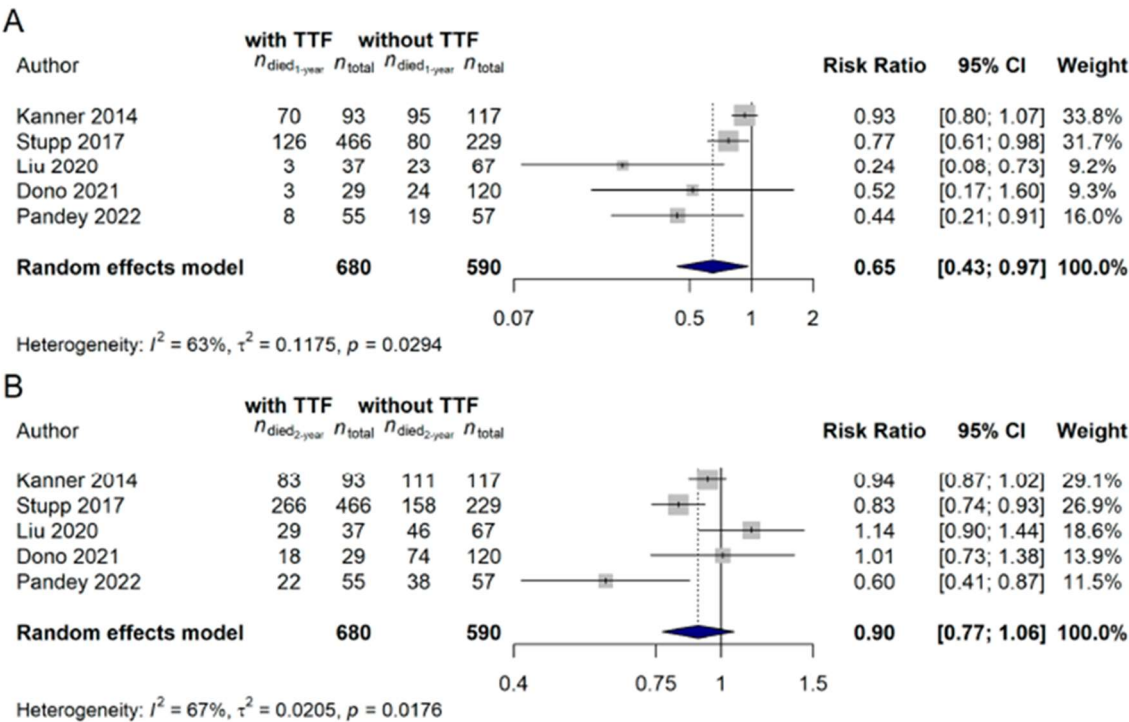 A
with TTF without TTF
Author n died1-year ntotal n died1-year ntotal Risk Ratio 95% CI Weight
Kanner 2014 70 93 95 117 0.93 [0.80; 1.07] 33.8%
Stupp 2017 126 466 80 229 0.77 [0.61; 0.98] 31.7%
Liu 2020 3 37 23 67 0.24 [0.08; 0.73] 9.2%
Dono 2021 3 29 24 120 0.52 [0.17; 1.60] 9.3%
Pandey 2022 8 55 19 57 0.44 [0.21; 0.91] 16.0%
Random effects model 680 590 0.65 [0.43; 0.97] 100.0%
0.07 0.5 1 2
Heterogeneity: I² = 63%, τ² = 0.1175, p = 0.0294
B
with TTF without TTF
Author n died2-year ntotal n died2-year ntotal Risk Ratio 95% CI Weight
Kanner 2014 83 93 111 117 0.94 [0.87; 1.02] 29.1%
Stupp 2017 266 466 158 229 0.83 [0.74; 0.93] 26.9%
Liu 2020 29 37 46 67 1.14 [0.90; 1.44] 18.6%
Dono 2021 18 29 74 120 1.01 [0.73; 1.38] 13.9%
Pandey 2022 22 55 38 57 0.60 [0.41; 0.87] 11.5%
Random effects model 680 590 0.90 [0.77; 1.06] 100.0%
0.4 0.75 1 1.5
Heterogeneity: I² = 67%, τ² = 0.0205, p = 0.0176